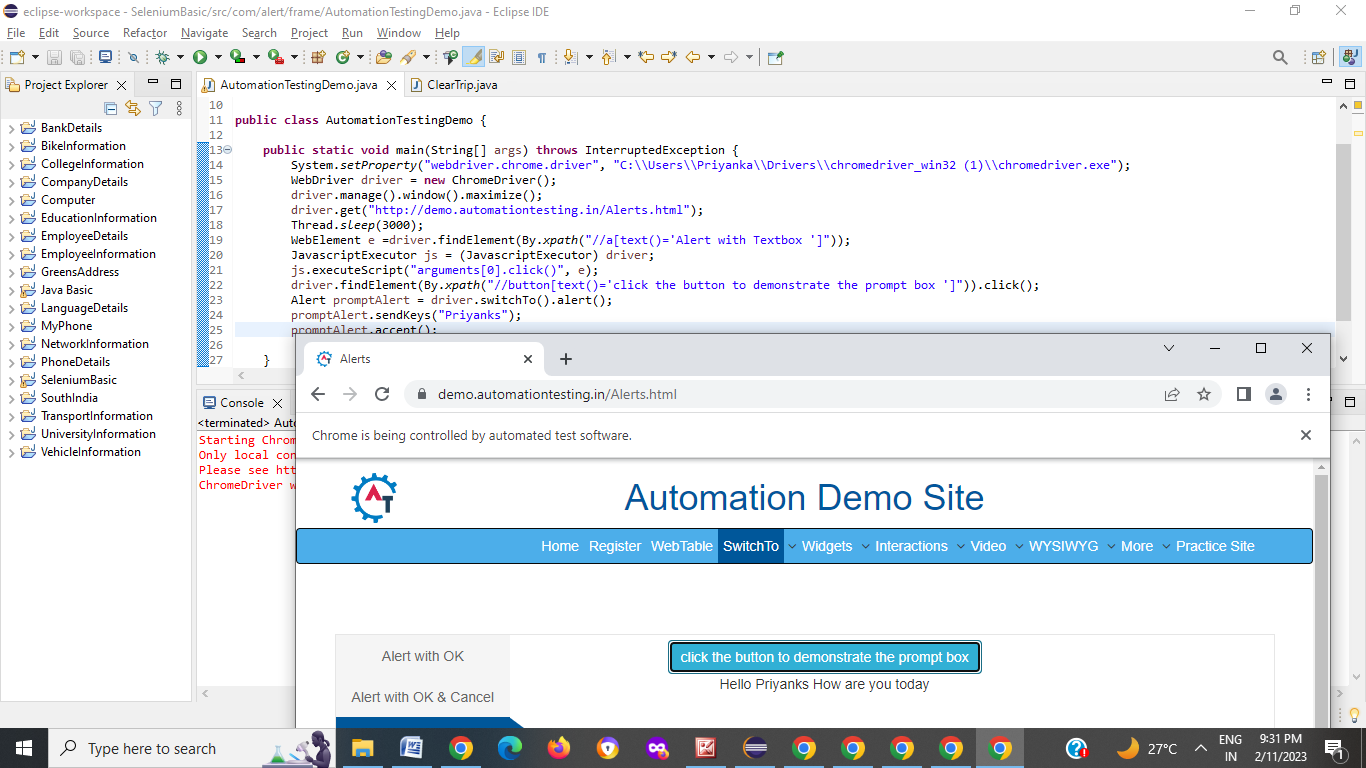 eclipse-workspace - SeleniumBasic/src/com/alert/frame/AutomationTestingDemo.java - Eclipse IDE
File Edit Source Refactor Navigate Search Project Run Window Help
Project Explorer
BankDetails
BikeInformation
CollegeInformation
CompanyDetails
Computer
EducationInformation
EmployeeDetails
EmployeeInformation
GreensAddress
Java Basic
LanguageDetails
MyPhone
NetworkInformation
PhoneDetails
SeleniumBasic
SouthIndia
TransportInformation
UniversityInformation
VehicleInformation
AutomationTestingDemo.java ClearTrip.java
10
11 public class AutomationTestingDemo {
12
13 public static void main(String[] args) throws InterruptedException {
14 System.setProperty("webdriver.chrome.driver", "C:\\Users\\Priyanka\\Drivers\\chromedriver_win32 (1)\\chromedriver.exe");
15 WebDriver driver = new ChromeDriver();
16 driver.manage().window().maximize();
17 driver.get("http://demo.automationtesting.in/Alerts.html");
18 Thread.sleep(3000);
19 WebElement e =driver.findElement(By.xpath("//a[text()='Alert with Textbox ']"));
20 JavascriptExecutor js = (JavascriptExecutor) driver;
21 js.executeScript("arguments[0].click()", e);
22 driver.findElement(By.xpath("//button[text()='click the button to demonstrate the prompt box ']")).click();
23 Alert promptAlert = driver.switchTo().alert();
24 promptAlert.sendKeys("Priyanks");
25 promptAlert.accept();
26
27 }
Console
<terminated> Aut
Starting Chrom
Only local con
Please see htt
ChromeDriver w
Alerts
demo.automationtesting.in/Alerts.html
Chrome is being controlled by automated test software.
AT
Automation Demo Site
Home Register WebTable SwitchTo Widgets Interactions Video WYSIWYG More Practice Site
Alert with OK
Alert with OK & Cancel
click the button to demonstrate the prompt box
Hello Priyanks How are you today
Type here to search
27°C
ENG
IN
9:31 PM
2/11/2023
1